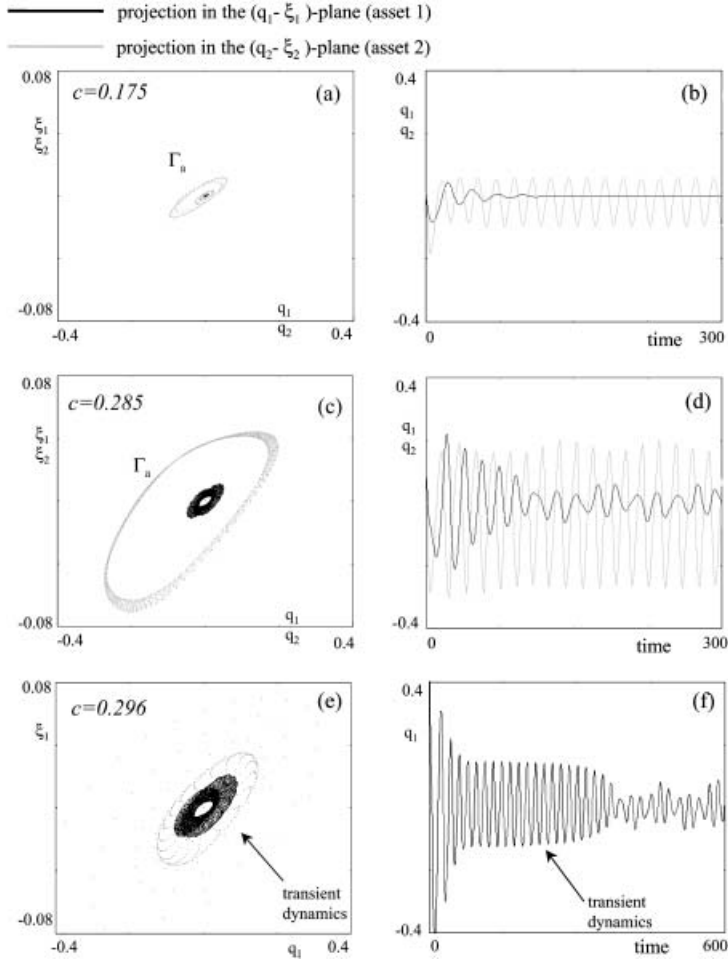 projection in the (q₁- ξ₁ )-plane (asset 1)
projection in the (q₂- ξ₂ )-plane (asset 2)
0.08
c=0.175
(a)
ξ₁
ξ₂
Γₐ
-0.08
q₁
-0.4
q₂
0.4
0.4
(b)
q₁
q₂
-0.4
0
time
300
0.08
c=0.285
(c)
ξ₁
ξ₂
Γₐ
-0.08
q₁
-0.4
q₂
0.4
0.4
(d)
q₁
q₂
-0.4
0
time
300
0.08
c=0.296
(e)
ξ₁
transient
dynamics
-0.08
-0.4
q₁
0.4
0.4
(f)
q₁
transient
dynamics
-0.4
0
time
600